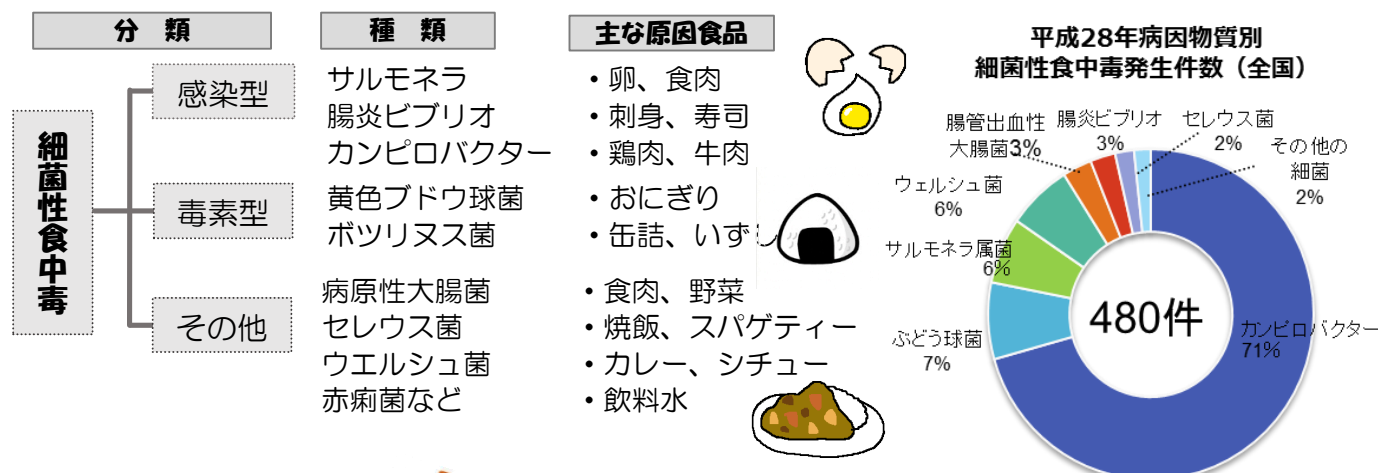 分 類
種 類
主な原因食品
細菌性食中毒
感染型
サルモネラ
・卵、食肉
腸炎ビブリオ
・刺身、寿司
カンピロバクター
・鶏肉、牛肉
毒素型
黄色ブドウ球菌
・おにぎり
ボツリヌス菌
・缶詰、いずし
その他
病原性大腸菌
・食肉、野菜
セレウス菌
・焼飯、スパゲティー
ウエルシュ菌
・カレー、シチュー
赤痢菌など
・飲料水
平成28年病因物質別
細菌性食中毒発生件数（全国）
腸管出血性
大腸菌3%
腸炎ビブリオ
3%
セレウス菌
2%
その他の
細菌
2%
ウェルシュ菌
6%
サルモネラ属菌
6%
ぶどう球菌
7%
480件
カンピロバクター
71%